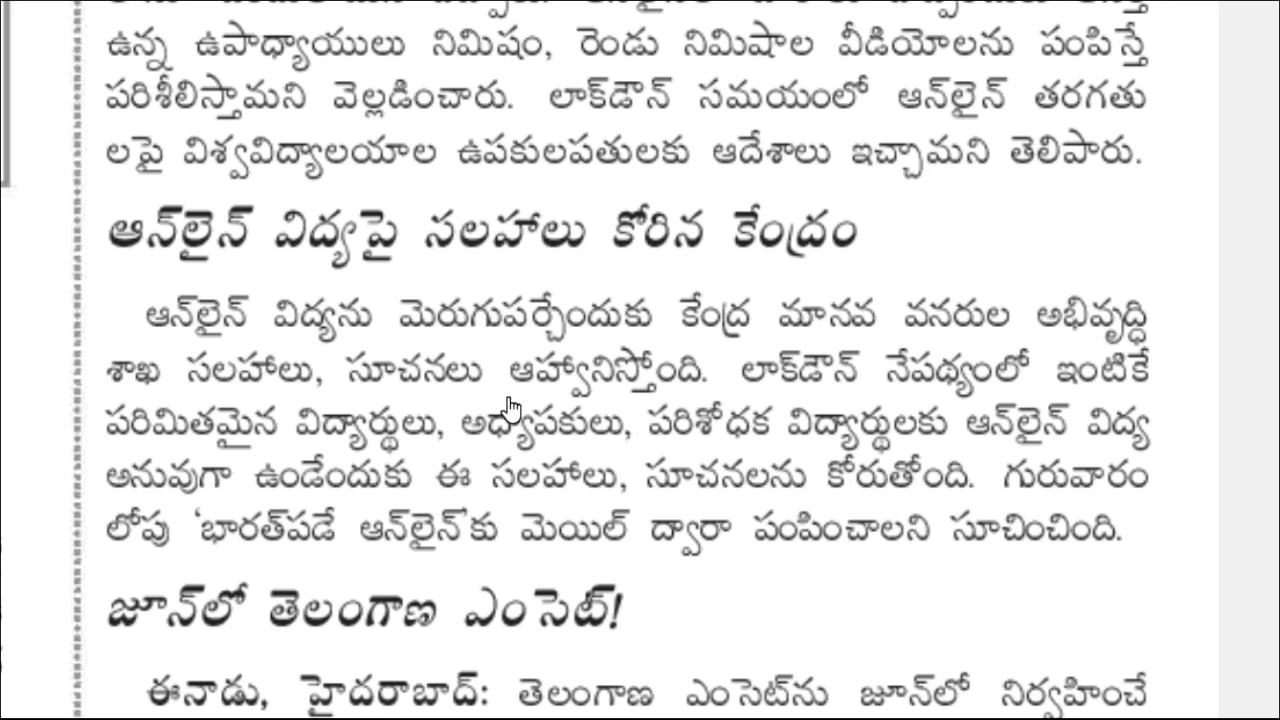 ఉన్న ఉపాధ్యాయులు నిమిషం, రెండు నిమిషాల వీడియోలను పంపిస్తే
పరిశీలిస్తామని వెల్లడించారు. లాక్‌డౌన్ సమయంలో ఆన్‌లైన్ తరగతు
లపై విశ్వవిద్యాలయాల ఉపకులపతులకు ఆదేశాలు ఇచ్చామని తెలిపారు.
ఆన్‌లైన్ విద్యపై సలహాలు కోరిన కేంద్రం
ఆన్‌లైన్ విద్యను మెరుగుపర్చేందుకు కేంద్ర మానవ వనరుల అభివృద్ధి
శాఖ సలహాలు, సూచనలు ఆహ్వానిస్తోంది. లాక్‌డౌన్ నేపథ్యంలో ఇంటికే
పరిమితమైన విద్యార్థులు, అధ్యాపకులు, పరిశోధక విద్యార్థులకు ఆన్‌లైన్ విద్య
అనువుగా ఉండేందుకు ఈ సలహాలు, సూచనలను కోరుతోంది. గురువారం
లోపు ‘భారత్‌పడే ఆన్‌లైన్’కు మెయిల్ ద్వారా పంపించాలని సూచించింది.
జూన్‌లో తెలంగాణ ఎంసెట్!
ఈనాడు, హైదరాబాద్: తెలంగాణ ఎంసెట్‌ను జూన్‌లో నిర్వహించే